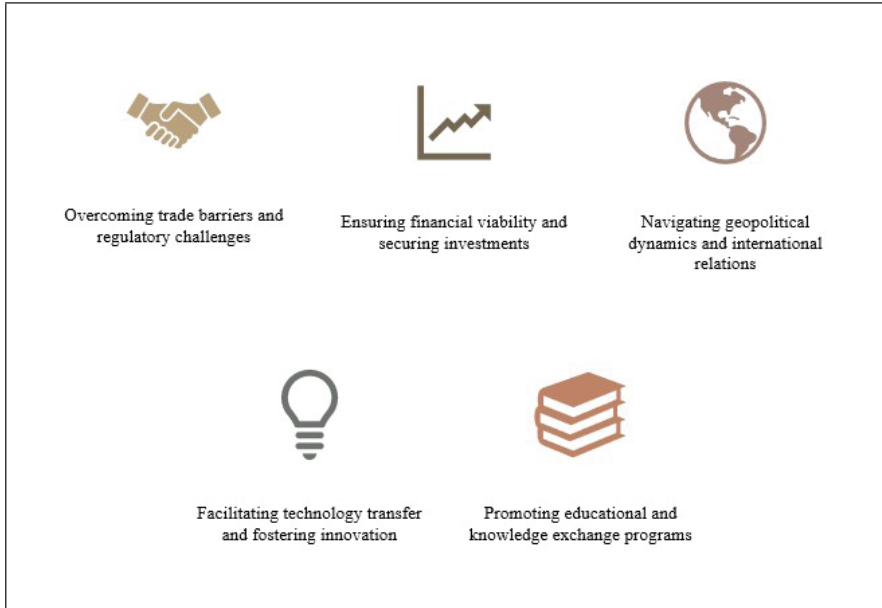 Overcoming trade barriers and
regulatory challenges
Ensuring financial viability and
securing investments
Navigating geopolitical
dynamics and international
relations
Facilitating technology transfer
and fostering innovation
Promoting educational and
knowledge exchange programs